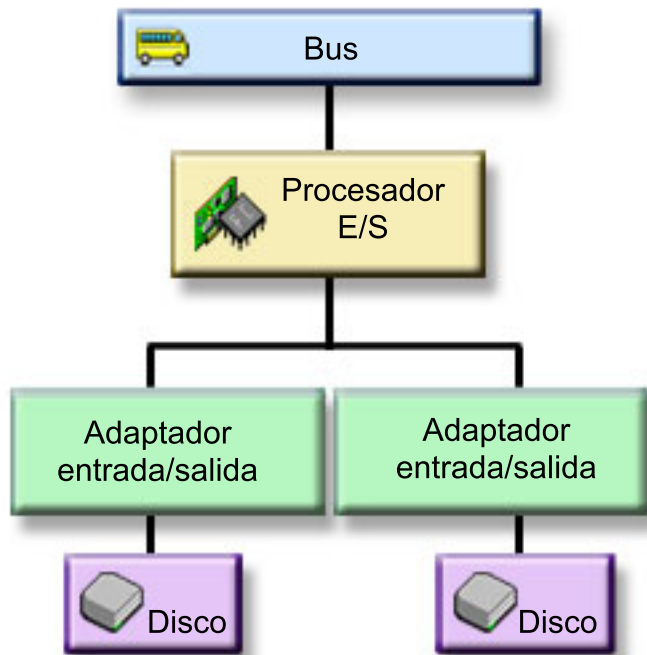 Bus
Procesador
E/S
Adaptador
entrada/salida
Adaptador
entrada/salida
Disco
Disco